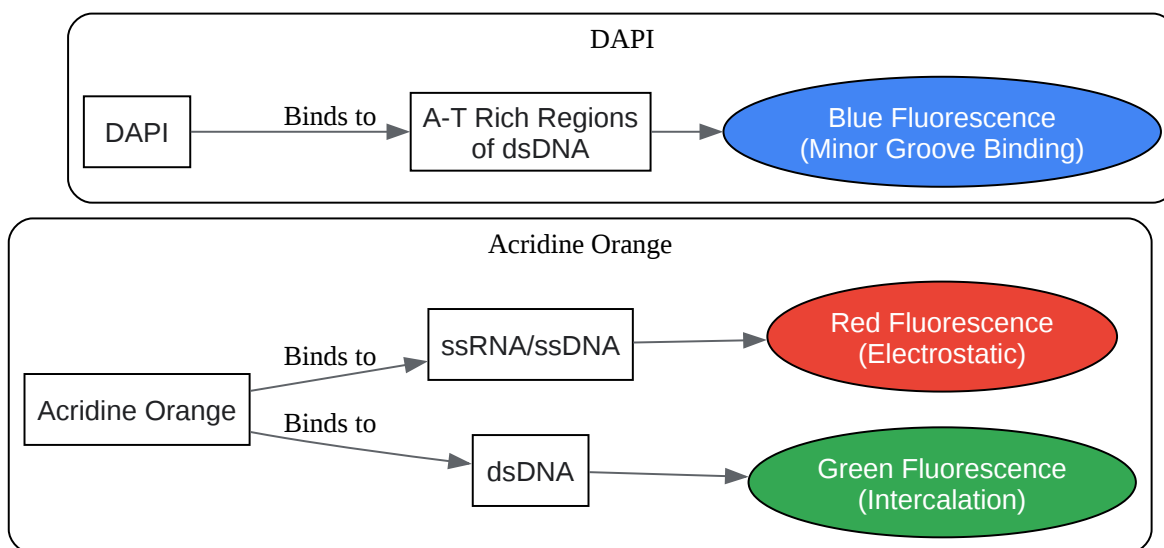 DAPI
DAPI
Binds to
A-T Rich Regions
of dsDNA
Blue Fluorescence
(Minor Groove Binding)
Acridine Orange
Acridine Orange
Binds to
ssRNA/ssDNA
Red Fluorescence
(Electrostatic)
Binds to
dsDNA
Green Fluorescence
(Intercalation)